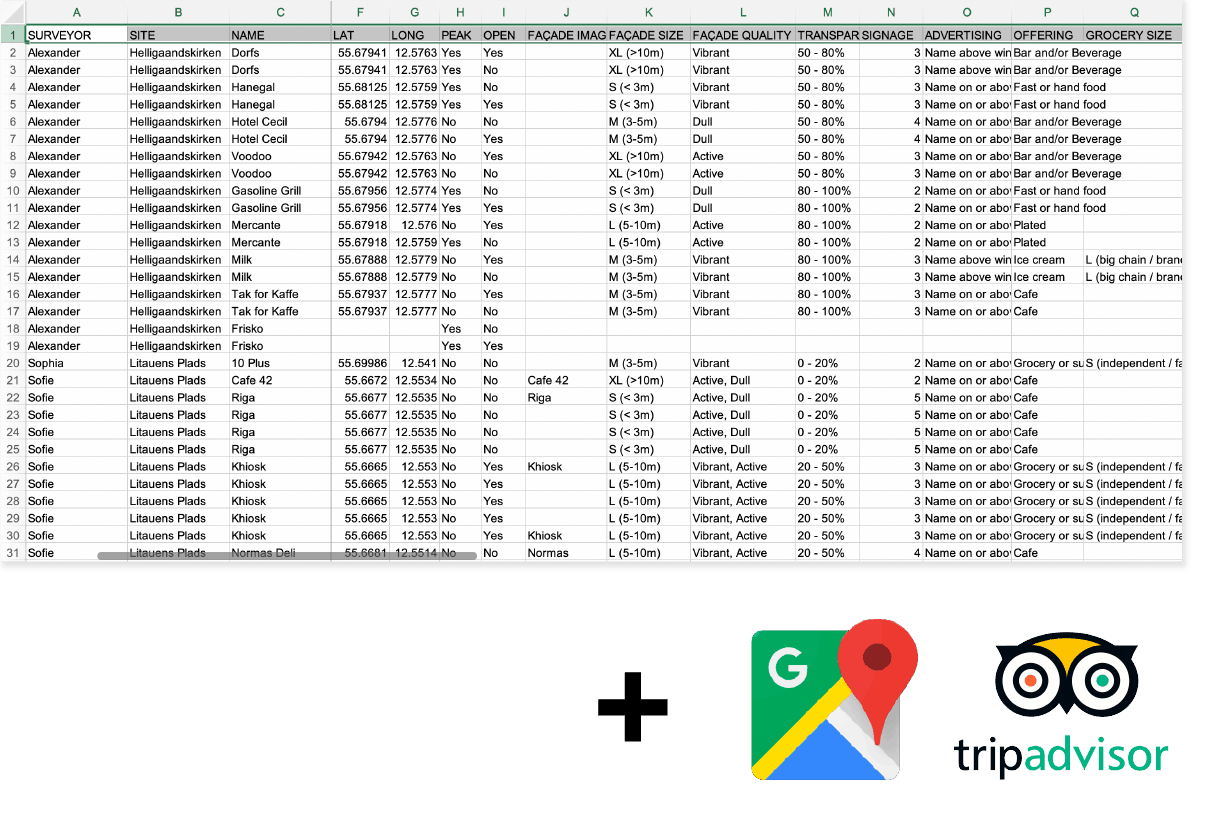 A B C F G H I J K L M N O P Q
1 SURVEYOR SITE NAME LAT LONG PEAK OPEN FAÇADE IMAG FAÇADE SIZE FAÇADE QUALITY TRANSPAR SIGNAGE ADVERTISING OFFERING GROCERY SIZE
2 Alexander Helligaandskirken Dorfs 55.67941 12.5763 Yes Yes XL (>10m) Vibrant 50 - 80% 3 Name above win Bar and/or Beverage
3 Alexander Helligaandskirken Dorfs 55.67941 12.5763 Yes No XL (>10m) Vibrant 50 - 80% 3 Name above win Bar and/or Beverage
4 Alexander Helligaandskirken Hanegal 55.68125 12.5759 Yes No S (< 3m) Vibrant 50 - 80% 3 Name on or abo Fast or hand food
5 Alexander Helligaandskirken Hanegal 55.68125 12.5759 Yes Yes S (< 3m) Vibrant 50 - 80% 3 Name on or abo Fast or hand food
6 Alexander Helligaandskirken Hotel Cecil 55.6794 12.5776 No No M (3-5m) Dull 50 - 80% 4 Name on or abo Bar and/or Beverage
7 Alexander Helligaandskirken Hotel Cecil 55.6794 12.5776 No Yes M (3-5m) Dull 50 - 80% 4 Name on or abo Bar and/or Beverage
8 Alexander Helligaandskirken Voodoo 55.67942 12.5763 No Yes XL (>10m) Active 50 - 80% 3 Name on or abo Bar and/or Beverage
9 Alexander Helligaandskirken Voodoo 55.67942 12.5763 No No XL (>10m) Active 50 - 80% 3 Name on or abo Bar and/or Beverage
10 Alexander Helligaandskirken Gasoline Grill 55.67956 12.5774 Yes No S (< 3m) Dull 80 - 100% 2 Name on or abo Fast or hand food
11 Alexander Helligaandskirken Gasoline Grill 55.67956 12.5774 Yes Yes S (< 3m) Dull 80 - 100% 2 Name on or abo Fast or hand food
12 Alexander Helligaandskirken Mercante 55.67918 12.576 No Yes L (5-10m) Active 80 - 100% 2 Name on or abo Plated
13 Alexander Helligaandskirken Mercante 55.67918 12.5759 Yes No L (5-10m) Active 80 - 100% 2 Name on or abo Plated
14 Alexander Helligaandskirken Milk 55.67888 12.5779 No Yes M (3-5m) Vibrant 80 - 100% 3 Name above win Ice cream L (big chain / bran
15 Alexander Helligaandskirken Milk 55.67888 12.5779 No No M (3-5m) Vibrant 80 - 100% 3 Name above win Ice cream L (big chain / bran
16 Alexander Helligaandskirken Tak for Kaffe 55.67937 12.5777 No Yes M (3-5m) Vibrant 80 - 100% 3 Name on or abo Cafe
17 Alexander Helligaandskirken Tak for Kaffe 55.67937 12.5777 No No M (3-5m) Vibrant 80 - 100% 3 Name on or abo Cafe
18 Alexander Helligaandskirken Frisko Yes No
19 Alexander Helligaandskirken Frisko Yes Yes
20 Sophia Litauens Plads 10 Plus 55.69986 12.541 No No M (3-5m) Vibrant 0 - 20% 2 Name on or abo Grocery or su S (independent / fa
21 Sofie Litauens Plads Cafe 42 55.6672 12.5534 No No Cafe 42 XL (>10m) Active, Dull 0 - 20% 2 Name on or abo Cafe
22 Sofie Litauens Plads Riga 55.6677 12.5535 No No Riga S (< 3m) Active, Dull 0 - 20% 5 Name on or abo Cafe
23 Sofie Litauens Plads Riga 55.6677 12.5535 No No S (< 3m) Active, Dull 0 - 20% 5 Name on or abo Cafe
24 Sofie Litauens Plads Riga 55.6677 12.5535 No No S (< 3m) Active, Dull 0 - 20% 5 Name on or abo Cafe
25 Sofie Litauens Plads Riga 55.6677 12.5535 No No S (< 3m) Active, Dull 0 - 20% 5 Name on or abo Cafe
26 Sofie Litauens Plads Khiosk 55.6665 12.553 No Yes Khiosk L (5-10m) Vibrant, Active 20 - 50% 3 Name on or abo Grocery or su S (independent / fa
27 Sofie Litauens Plads Khiosk 55.6665 12.553 No Yes L (5-10m) Vibrant, Active 20 - 50% 3 Name on or abo Grocery or su S (independent / fa
28 Sofie Litauens Plads Khiosk 55.6665 12.553 No Yes L (5-10m) Vibrant, Active 20 - 50% 3 Name on or abo Grocery or su S (independent / fa
29 Sofie Litauens Plads Khiosk 55.6665 12.553 No Yes L (5-10m) Vibrant, Active 20 - 50% 3 Name on or abo Grocery or su S (independent / fa
30 Sofie Litauens Plads Khiosk 55.6665 12.553 No Yes Khiosk L (5-10m) Vibrant, Active 20 - 50% 3 Name on or abo Grocery or su S (independent / fa
31 Sofie Litauens Plads Normas Deli 55.6681 12.5514 No No Normas L (5-10m) Vibrant, Active 20 - 50% 4 Name on or abo Cafe
G
tripadvisor